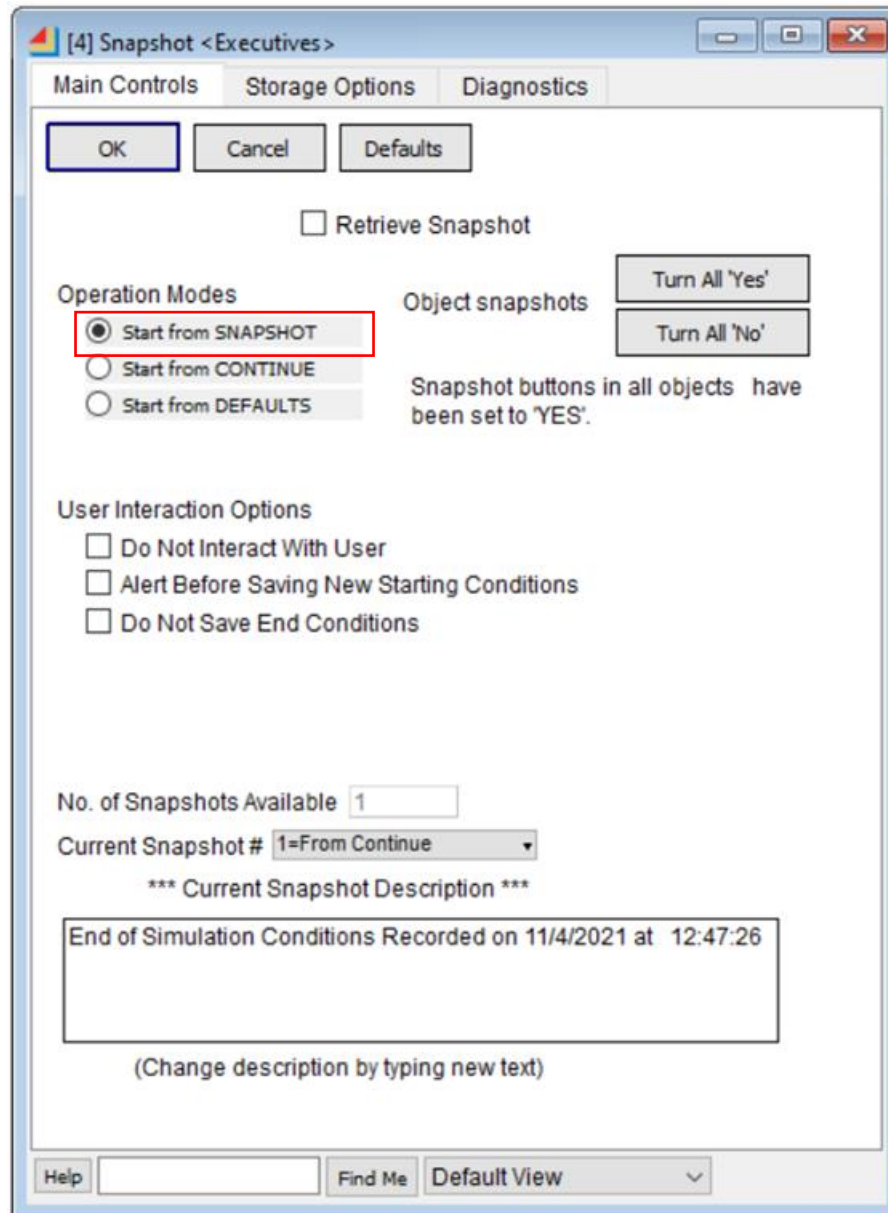 [4] Snapshot <Executives>
Main Controls Storage Options Diagnostics
OK Cancel Defaults
Retrieve Snapshot
Operation Modes
Start from SNAPSHOT
Start from CONTINUE
Start from DEFAULTS
Object snapshots
Turn All 'Yes'
Turn All 'No'
Snapshot buttons in all objects have
been set to 'YES'.
User Interaction Options
Do Not Interact With User
Alert Before Saving New Starting Conditions
Do Not Save End Conditions
No. of Snapshots Available 1
Current Snapshot # 1=From Continue
*** Current Snapshot Description ***
End of Simulation Conditions Recorded on 11/4/2021 at 12:47:26
(Change description by typing new text)
Help Find Me Default View